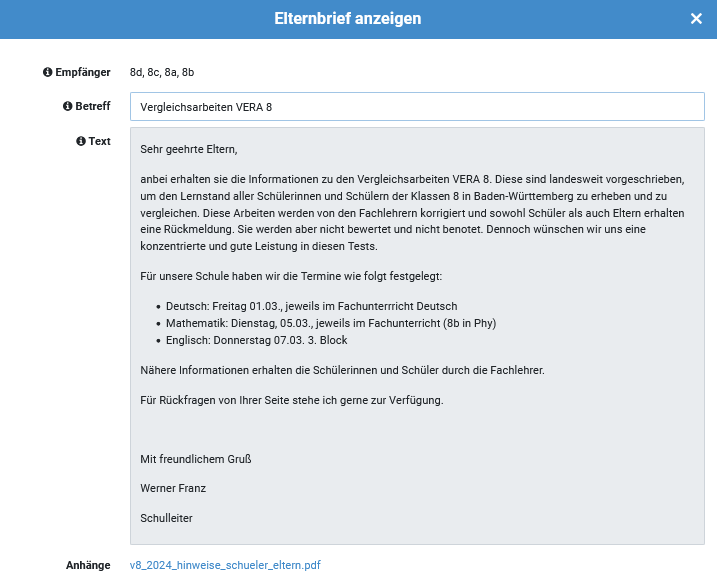 Elternbrief anzeigen ×
Empfänger 8d, 8c, 8a, 8b
Betreff Vergleichsarbeiten VERA 8
Text
Sehr geehrte Eltern,
anbei erhalten sie die Informationen zu den Vergleichsarbeiten VERA 8. Diese sind landesweit vorgeschrieben,
um den Lernstand aller Schülerinnen und Schülern der Klassen 8 in Baden-Württemberg zu erheben und zu
vergleichen. Diese Arbeiten werden von den Fachlehrern korrigiert und sowohl Schüler als auch Eltern erhalten
eine Rückmeldung. Sie werden aber nicht bewertet und nicht benotet. Dennoch wünschen wir uns eine
konzentrierte und gute Leistung in diesen Tests.
Für unsere Schule haben wir die Termine wie folgt festgelegt:
• Deutsch: Freitag 01.03., jeweils im Fachunterrricht Deutsch
• Mathematik: Dienstag, 05.03., jeweils im Fachunterricht (8b in Phy)
• Englisch: Donnerstag 07.03. 3. Block
Nähere Informationen erhalten die Schülerinnen und Schüler durch die Fachlehrer.
Für Rückfragen von Ihrer Seite stehe ich gerne zur Verfügung.
Mit freundlichem Gruß
Werner Franz
Schulleiter
Anhänge v8_2024_hinweise_schueler_eltern.pdf